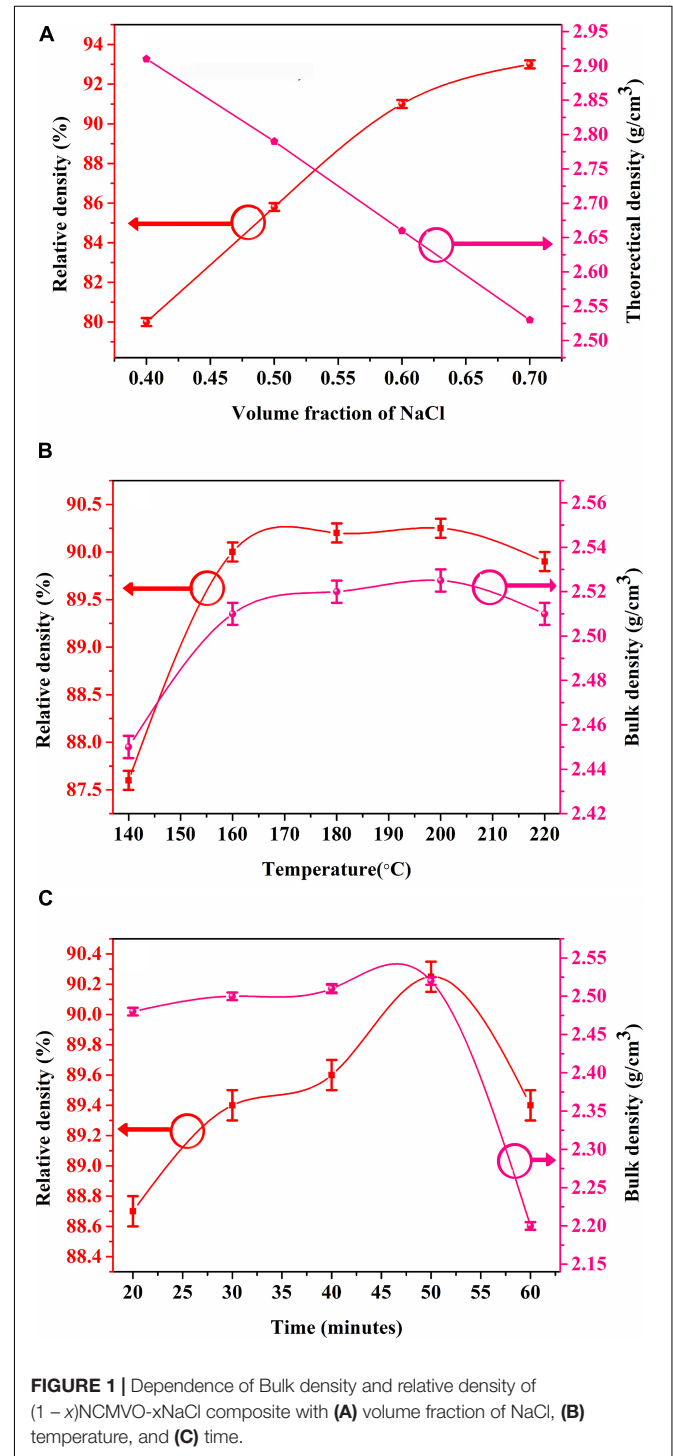 A
94
93
91
88
86
84
82
80
Relative density (%)
2.95
2.90
2.85
2.80
2.70
2.65
2.55
2.50
Theorectical density (g/cm³)
0.40 0.45 0.50 0.55 0.60 0.65 0.70
Volume fraction of NaCl
B
90.5
90.0
89.5
89.0
88.5
88.0
87.5
Relative density (%)
2.56
2.54
2.52
2.50
2.48
2.46
2.44
2.42
Bulk density (g/cm³)
140 150 160 170 180 190 200 210 220
Temperature(°C)
C
90.4
90.2
90.0
89.8
89.6
89.4
89.2
89.0
88.8
88.6
88.4
Relative density (%)
2.55
2.50
2.45
2.40
2.35
2.30
2.25
2.20
2.15
Bulk density (g/cm³)
20 25 30 35 40 45 50 55 60
Time (minutes)
FIGURE 1 | Dependence of Bulk density and relative density of
(1 – x)NCMVO-xNaCl composite with (A) volume fraction of NaCl, (B)
temperature, and (C) time.